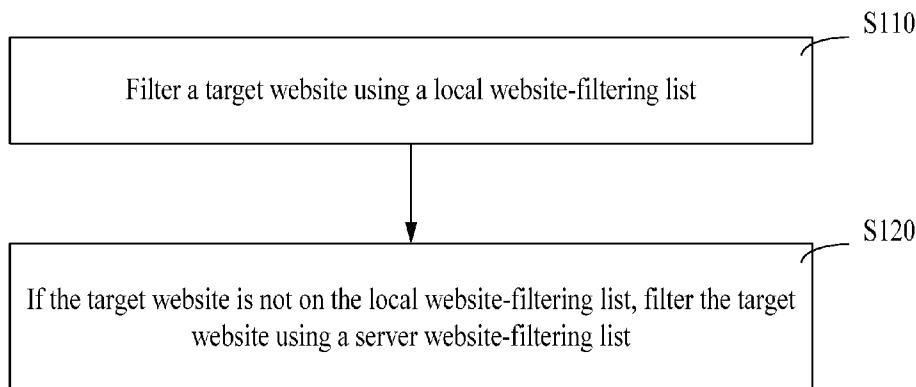 S110
Filter a target website using a local website-filtering list
S120
If the target website is not on the local website-filtering list, filter the target
website using a server website-filtering list